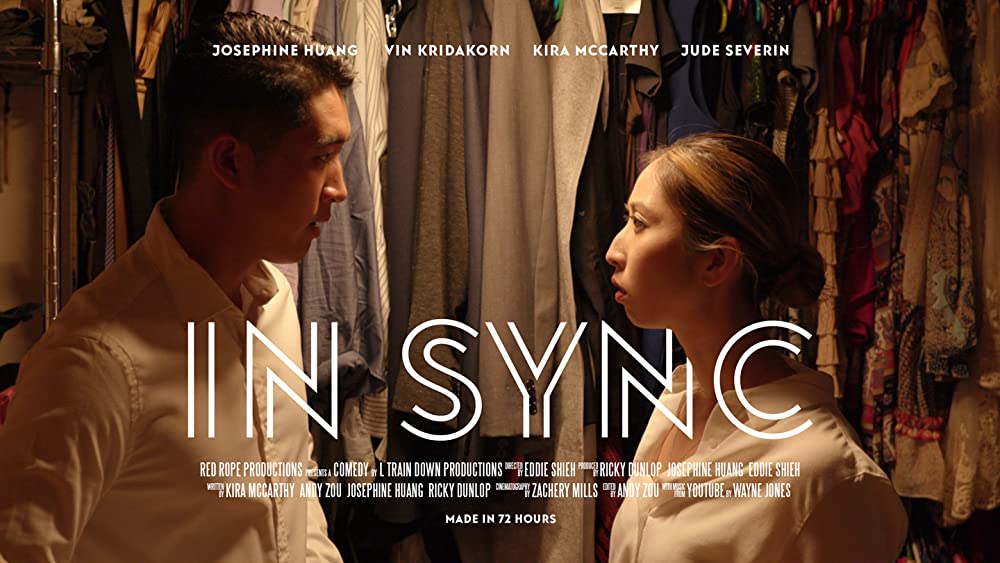 JOSEPHINE HUANG VIN KRIDAKORN KIRA MCCARTHY JUDE SEVERIN
IN SYNC
RED ROPE PRODUCTIONS PRESENTS A COMEDY BY L TRAIN DOWN PRODUCTIONS DIRECTED BY EDDIE SHIEH PRODUCED BY RICKY DUNLOP JOSEPHINE HUANG EDDIE SHIEH
WRITTEN BY KIRA MCCARTHY ANDY ZOU JOSEPHINE HUANG RICKY DUNLOP CINEMATOGRAPHY BY ZACHERY MILLS EDITED BY ANDY ZOU WITH MUSIC FROM YOUTUBE BY WAYNE JONES
MADE IN 72 HOURS